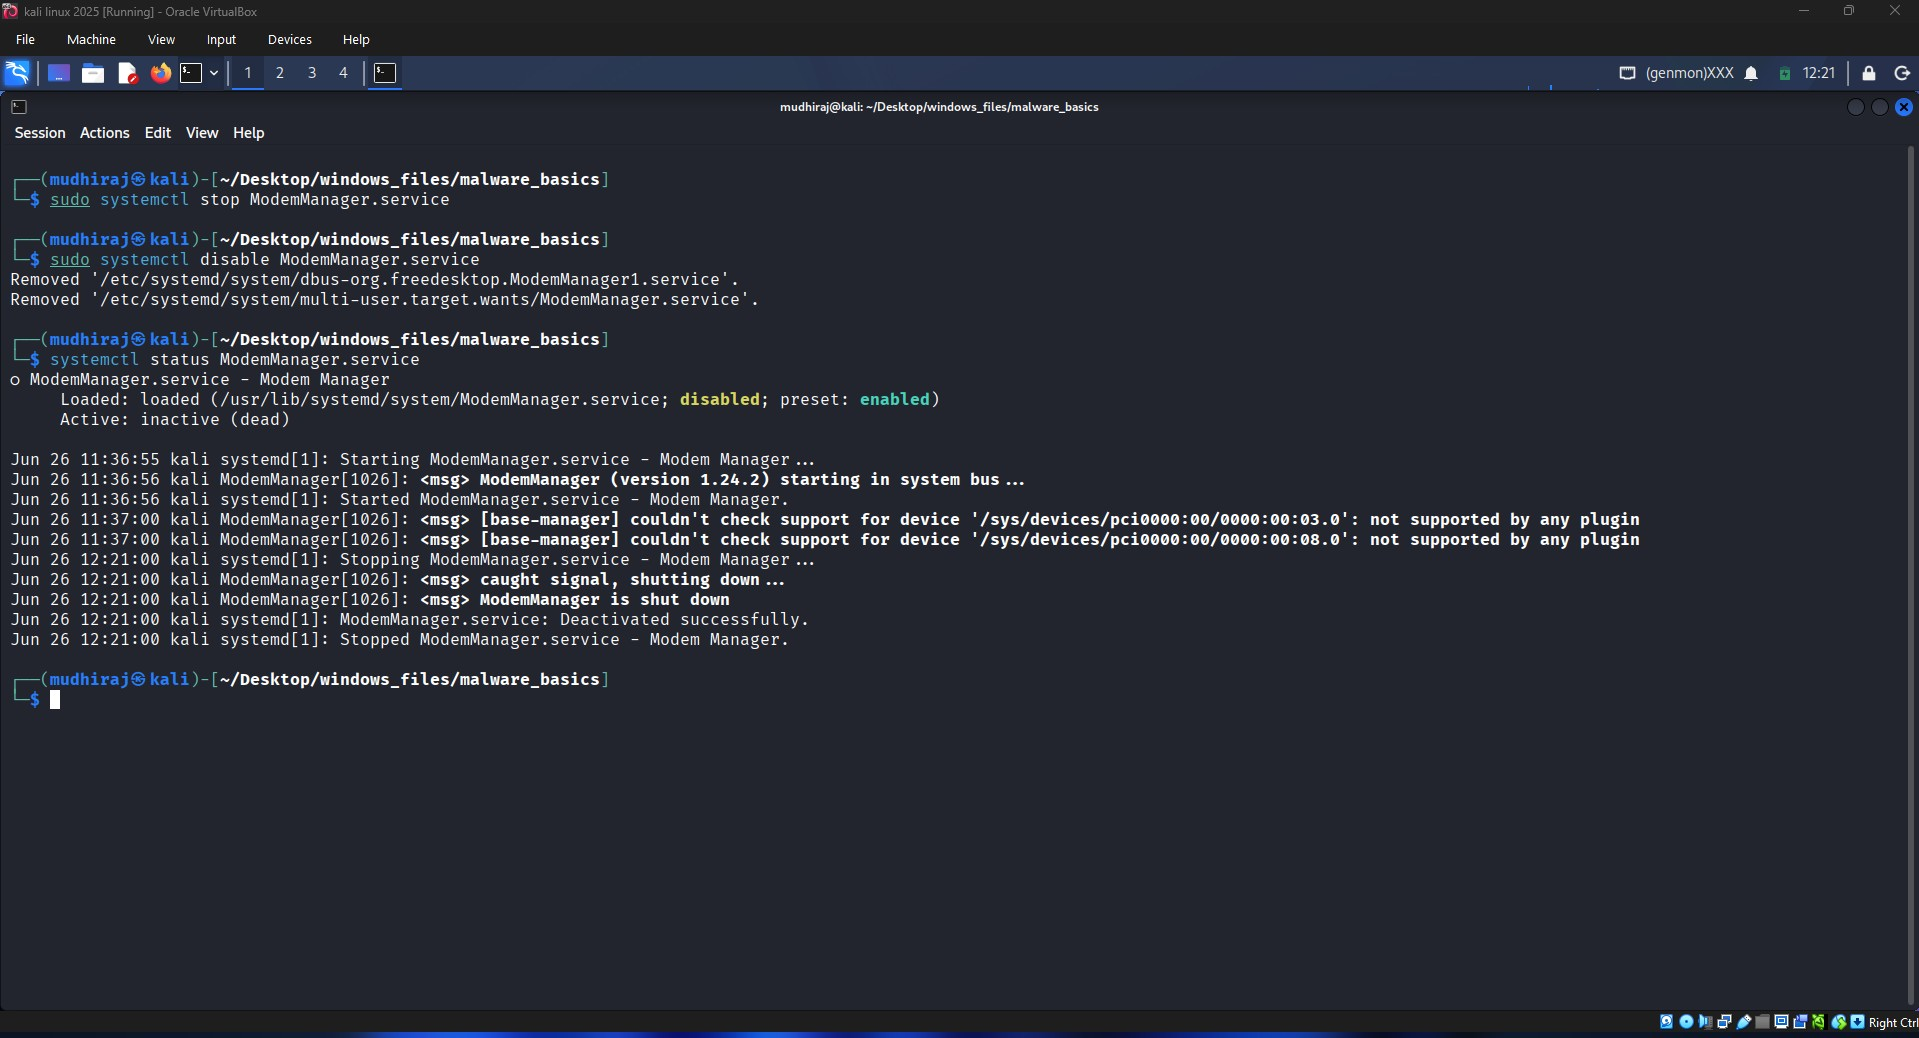 kali linux 2025 [Running] - Oracle VirtualBox
File Machine View Input Devices Help
1 2 3 4 (genmon)XXX 12:21
mudhiraj@kali: ~/Desktop/windows_files/malware_basics
Session Actions Edit View Help
┌──(mudhiraj㉿kali)-[~/Desktop/windows_files/malware_basics]
└─$ sudo systemctl stop ModemManager.service
┌──(mudhiraj㉿kali)-[~/Desktop/windows_files/malware_basics]
└─$ sudo systemctl disable ModemManager.service
Removed '/etc/systemd/system/dbus-org.freedesktop.ModemManager1.service'.
Removed '/etc/systemd/system/multi-user.target.wants/ModemManager.service'.
┌──(mudhiraj㉿kali)-[~/Desktop/windows_files/malware_basics]
└─$ systemctl status ModemManager.service
○ ModemManager.service - Modem Manager
Loaded: loaded (/usr/lib/systemd/system/ModemManager.service; disabled; preset: enabled)
Active: inactive (dead)
Jun 26 11:36:55 kali systemd[1]: Starting ModemManager.service - Modem Manager...
Jun 26 11:36:56 kali ModemManager[1026]: <msg> ModemManager (version 1.24.2) starting in system bus...
Jun 26 11:36:56 kali systemd[1]: Started ModemManager.service - Modem Manager.
Jun 26 11:37:00 kali ModemManager[1026]: <msg> [base-manager] couldn't check support for device '/sys/devices/pci0000:00/0000:00:03.0': not supported by any plugin
Jun 26 11:37:00 kali ModemManager[1026]: <msg> [base-manager] couldn't check support for device '/sys/devices/pci0000:00/0000:00:08.0': not supported by any plugin
Jun 26 12:21:00 kali systemd[1]: Stopping ModemManager.service - Modem Manager...
Jun 26 12:21:00 kali ModemManager[1026]: <msg> caught signal, shutting down...
Jun 26 12:21:00 kali ModemManager[1026]: <msg> ModemManager is shut down
Jun 26 12:21:00 kali systemd[1]: ModemManager.service: Deactivated successfully.
Jun 26 12:21:00 kali systemd[1]: Stopped ModemManager.service - Modem Manager.
┌──(mudhiraj㉿kali)-[~/Desktop/windows_files/malware_basics]
└─$
Right Ctrl